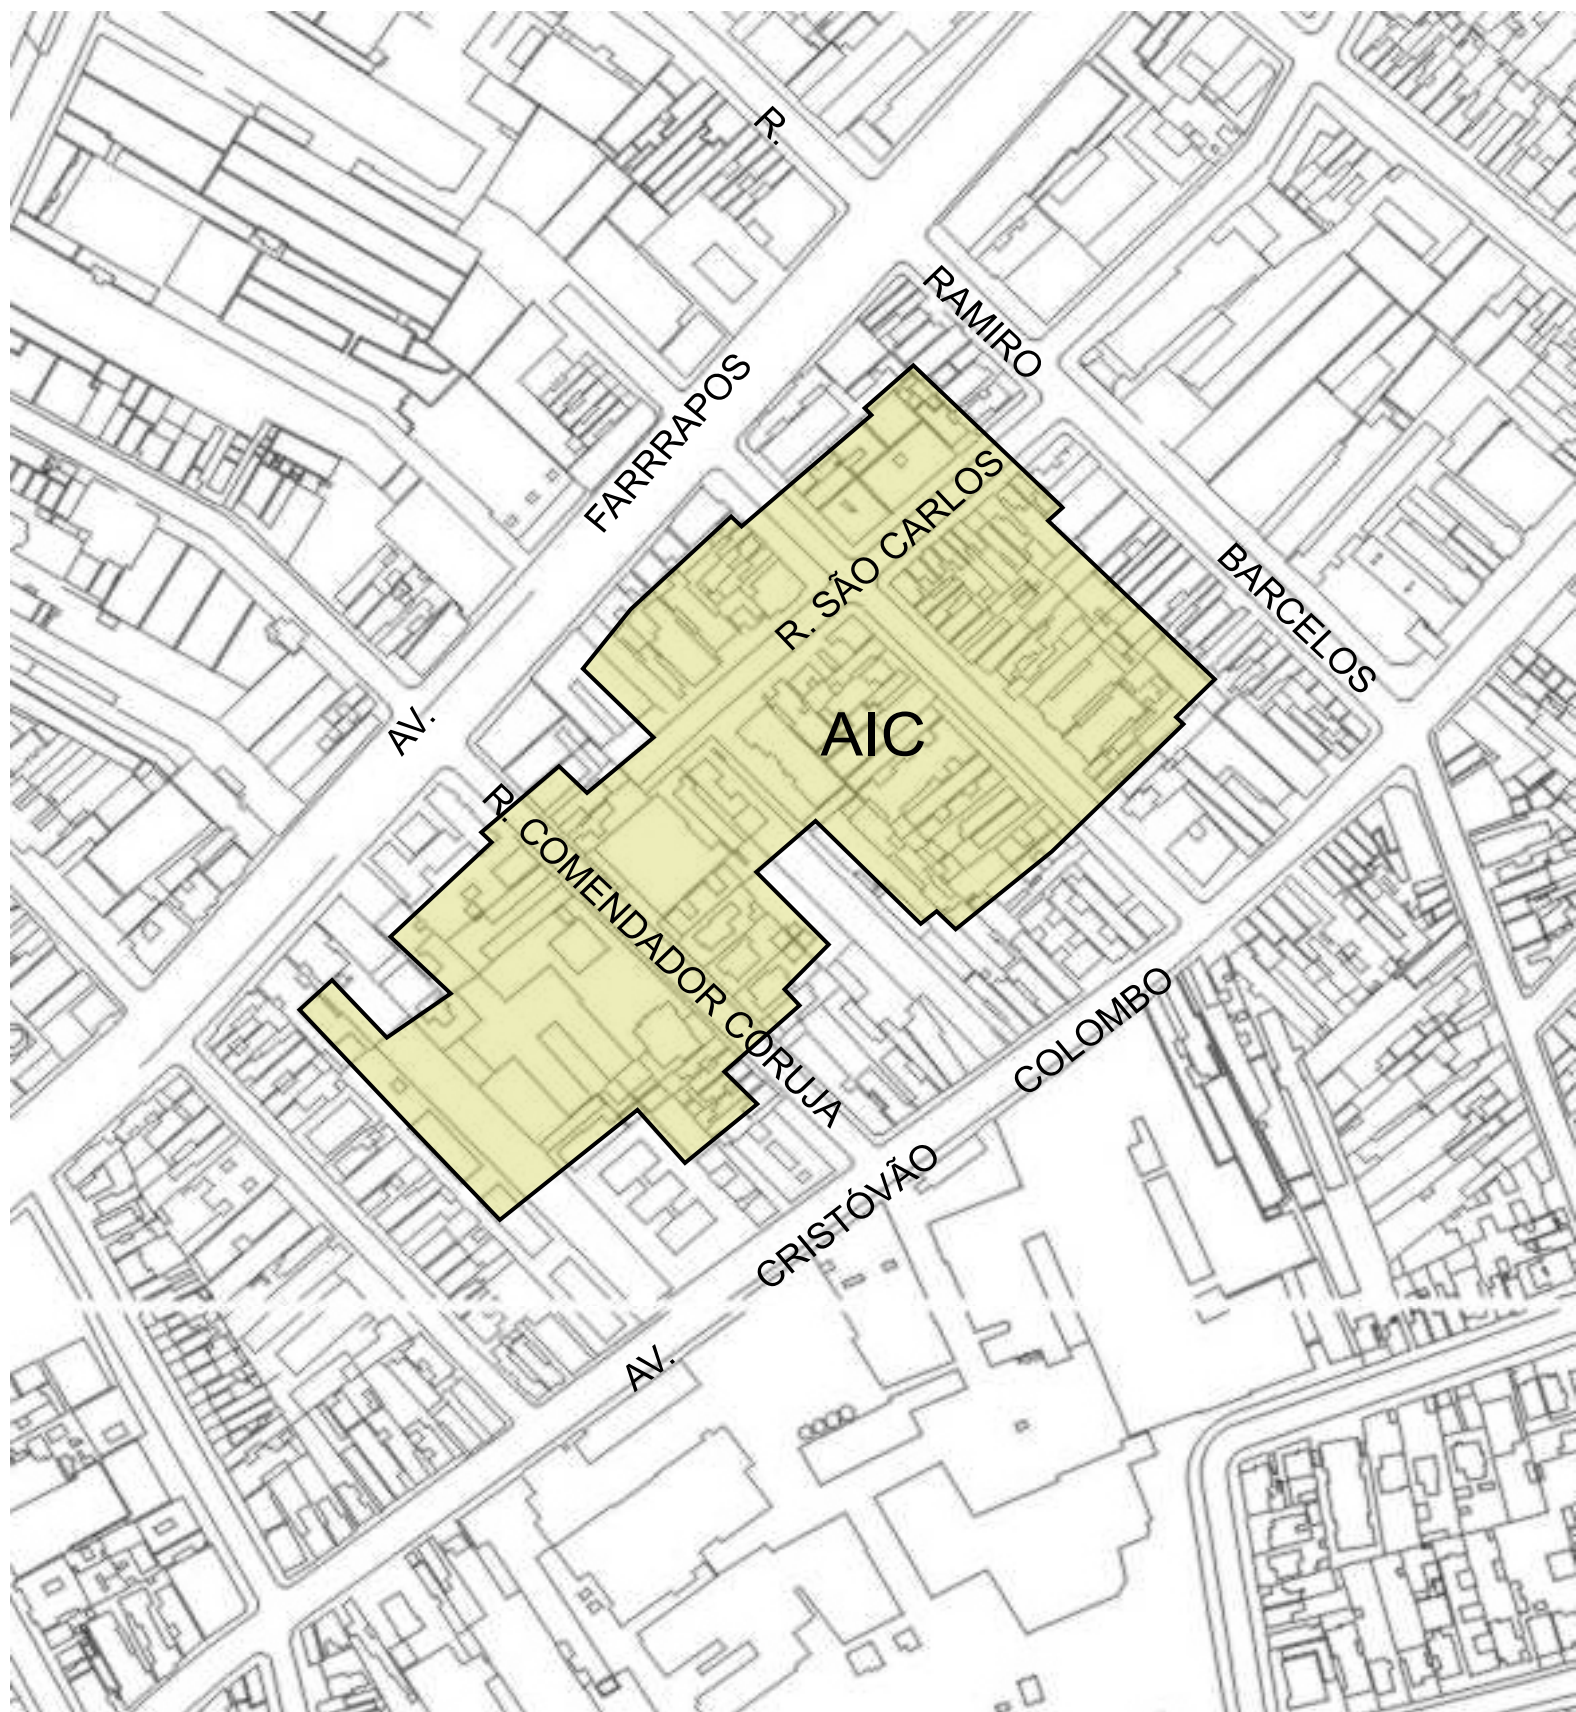 R.
RAMIRO
BARCELOS
AV.
FARRRAPOS
R. SÃO CARLOS
AIC
R. COMENDADOR CORUJA
AV.
CRISTÓVÃO
COLOMBO